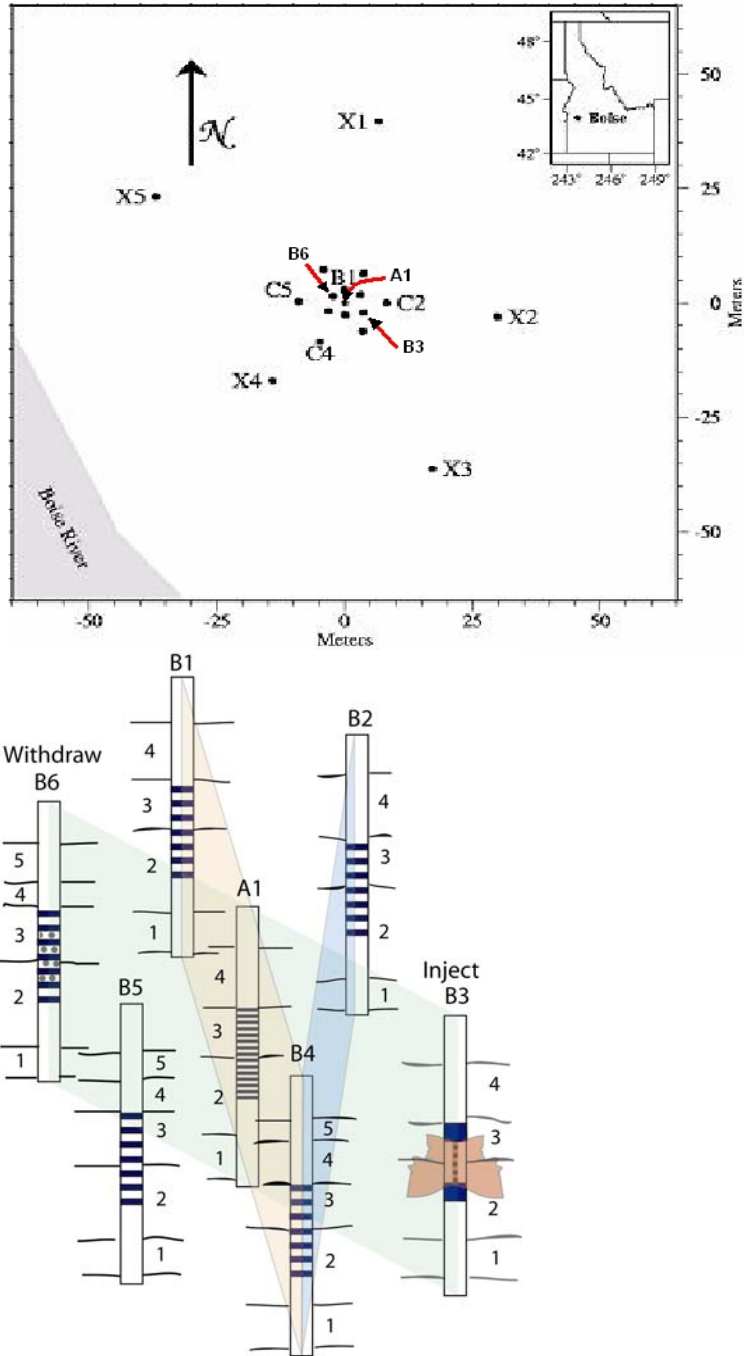 48°
45°
42°
Boise
243° 246° 249°
N
X1
X5
B6
B1
A1
C5
C2
X2
B3
C4
X4
X3
Boise River
50
25
0
-25
-50
Meters
-50 -25 0 25 50
Meters
B1
4
3
2
1
B2
4
3
2
1
Withdraw
B6
5
4
3
2
1
A1
4
3
2
1
Inject
B3
4
3
2
1
B5
5
4
3
2
1
B4
5
4
3
2
1